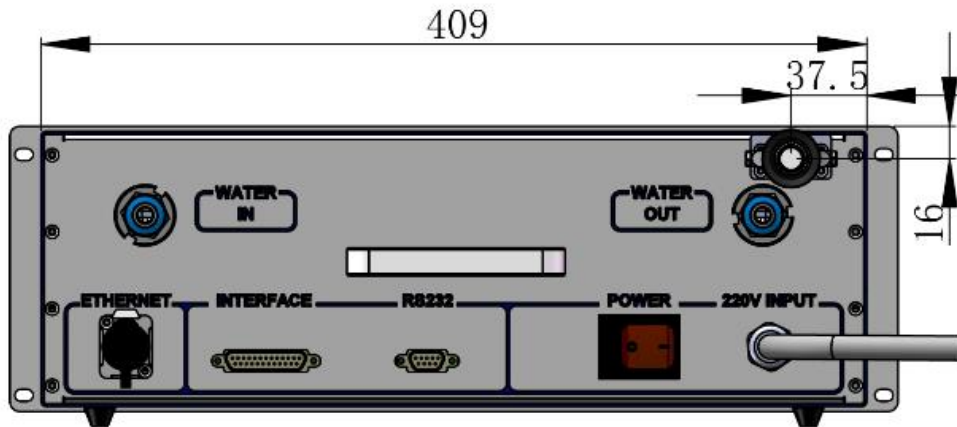 409
37.5
16
WATER
IN
WATER
OUT
ETHERNET
INTERFACE
RS232
POWER
220V INPUT